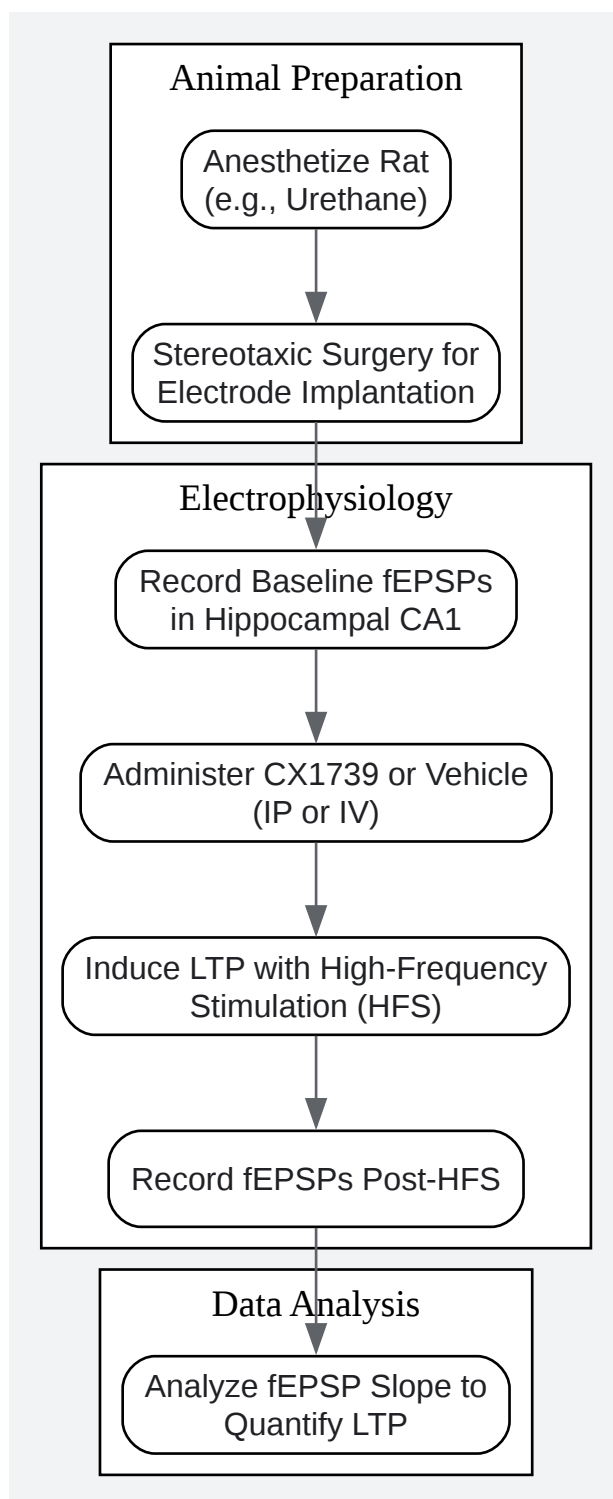 Animal Preparation
Anesthetize Rat
(e.g., Urethane)
Stereotaxic Surgery for
Electrode Implantation
Electrophysiology
Record Baseline fEPSPs
in Hippocampal CA1
Administer CX1739 or Vehicle
(IP or IV)
Induce LTP with High-Frequency
Stimulation (HFS)
Record fEPSPs Post-HFS
Data Analysis
Analyze fEPSP Slope to
Quantify LTP